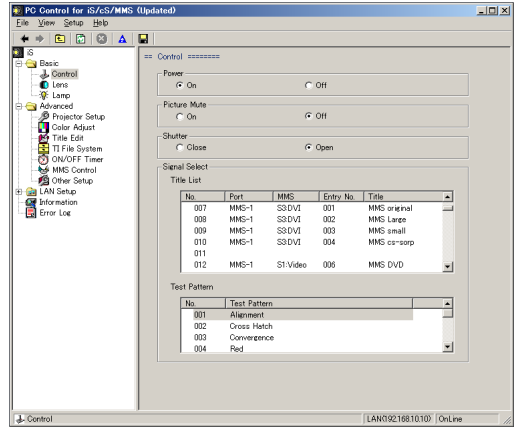 PC Control for iS/cS/MMS (Updated)
File View Setup Help
iS
Basic
Control
Lens
Lamp
Advanced
Projector Setup
Color Adjust
Title Edit
TI File System
ON/OFF Timer
MMS Control
Other Setup
LAN Setup
Information
Error Log
== Control ========
Power
On Off
Picture Mute
On Off
Shutter
Close Open
Signal Select
Title List
No. Port MMS Entry No. Title
007 MMS-1 S3:DVI 001 MMS original
008 MMS-1 S3:DVI 002 MMS Large
009 MMS-1 S3:DVI 003 MMS small
010 MMS-1 S3:DVI 004 MMS cs-sorp
011
012 MMS-1 S1:Video 006 MMS DVD
Test Pattern
No. Test Pattern
001 Alignment
002 Cross Hatch
003 Convergence
004 Red
Control LAN(192.168.10.10) OnLine